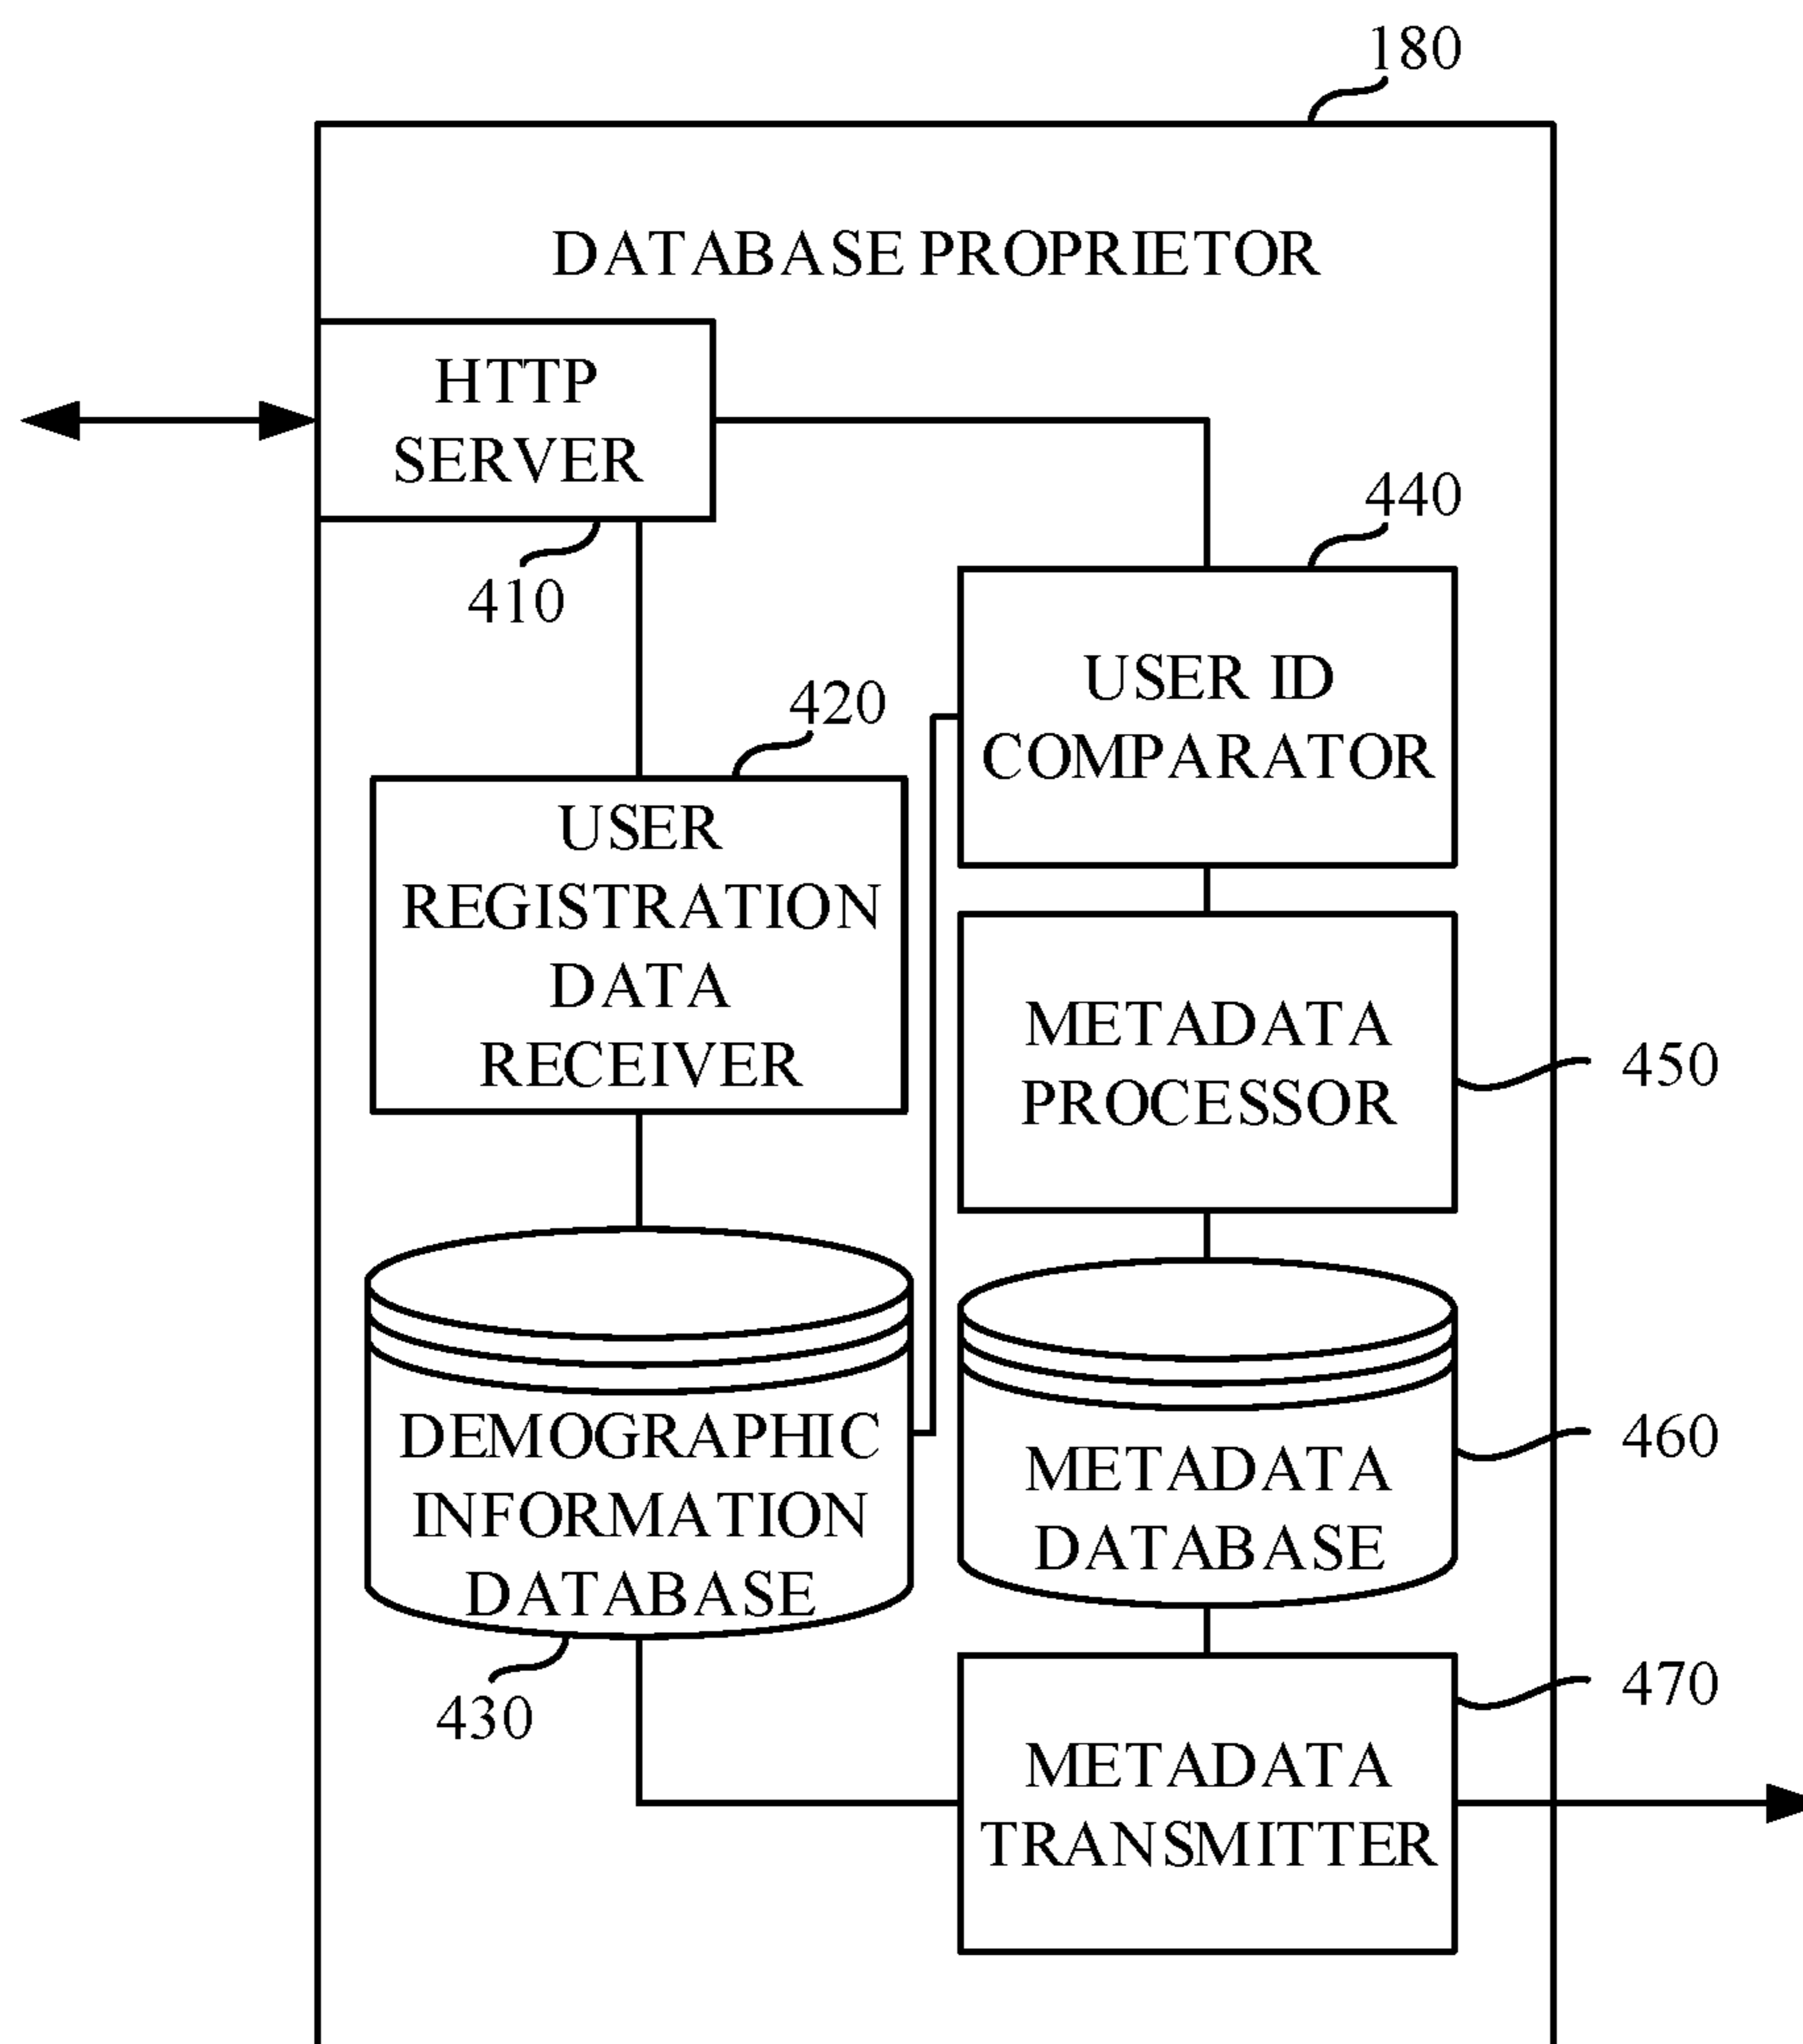 180
DATABASE PROPRIETOR
HTTP
SERVER
410
440
USER ID
COMPARATOR
420
USER
REGISTRATION
DATA
RECEIVER
METADATA
PROCESSOR
450
DEMOGRAPHIC
INFORMATION
DATABASE
430
METADATA
DATABASE
460
470
METADATA
TRANSMITTER